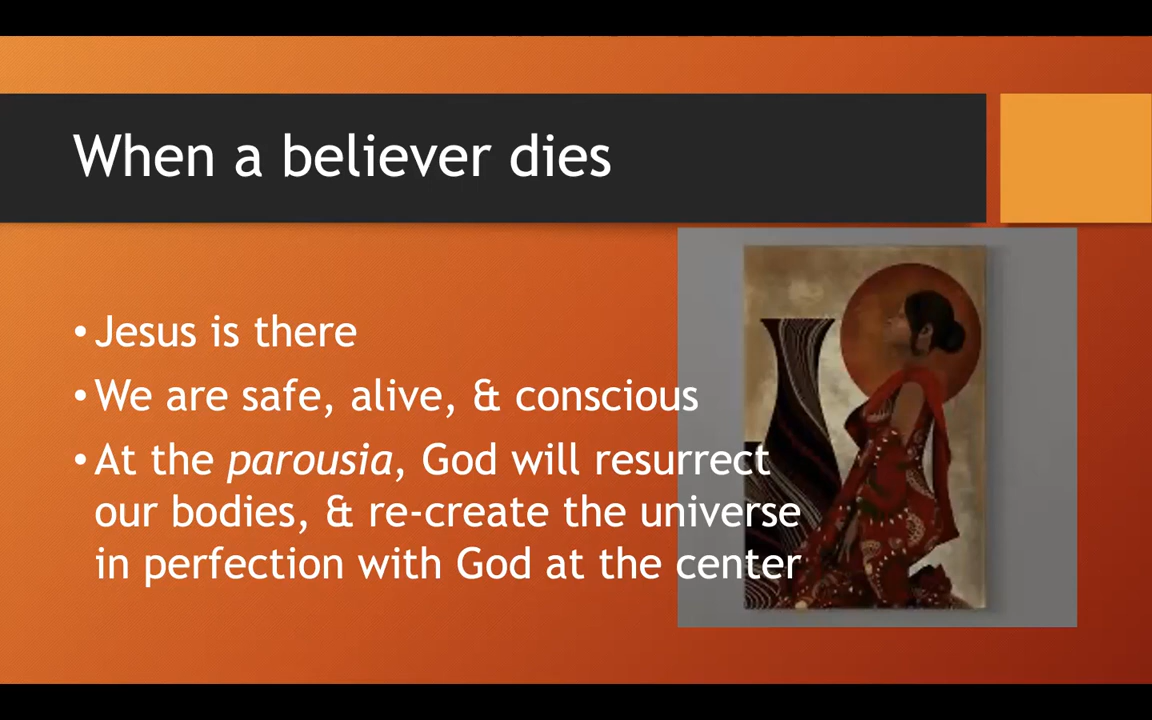 When a believer dies
• Jesus is there
• We are safe, alive, & conscious
• At the parousia, God will resurrect
our bodies, & re-create the universe
in perfection with God at the center